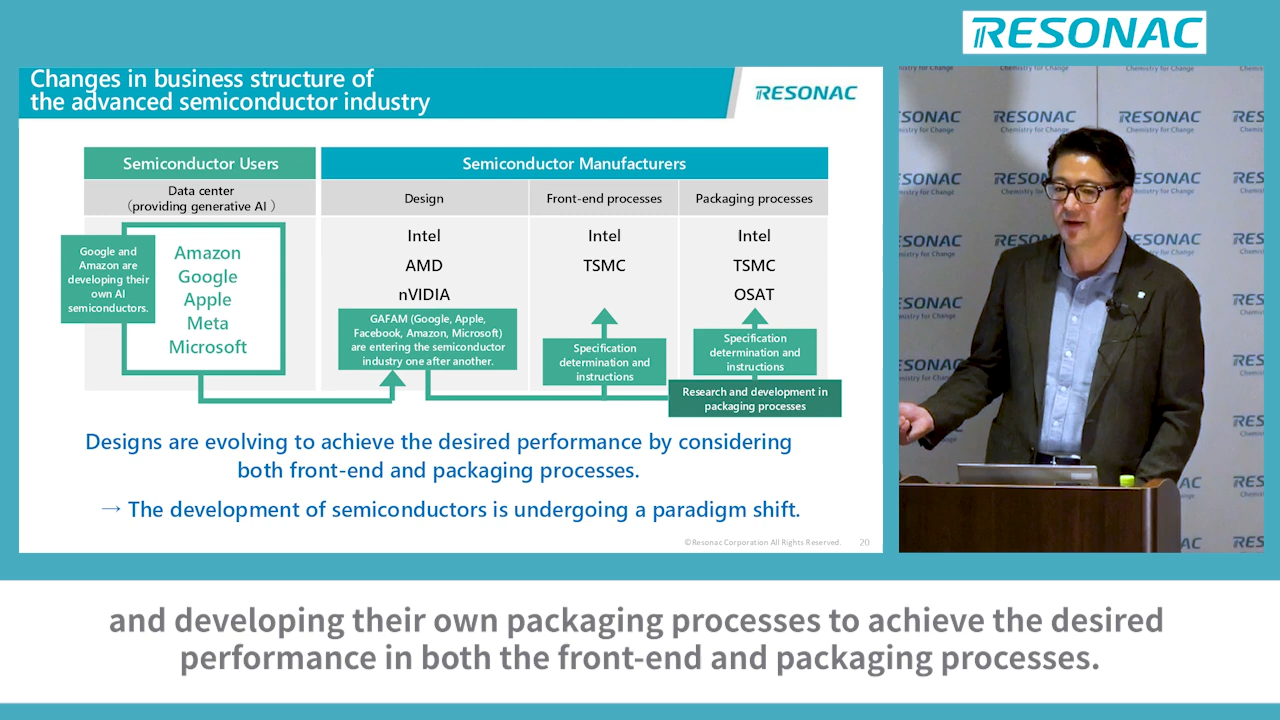 RESONAC
Changes in business structure of
the advanced semiconductor industry
RESONAC
Semiconductor Users
Semiconductor Manufacturers
Data center
（providing generative AI ）
Design
Front-end processes
Packaging processes
Google and
Amazon are
developing their
own AI
semiconductors.
Amazon
Google
Apple
Meta
Microsoft
Intel
AMD
nVIDIA
GAFAM (Google, Apple,
Facebook, Amazon, Microsoft)
are entering the semiconductor
industry one after another.
Intel
TSMC
Specification
determination and
instructions
Intel
TSMC
OSAT
Specification
determination and
instructions
Research and development in
packaging processes
Designs are evolving to achieve the desired performance by considering
both front-end and packaging processes.
→ The development of semiconductors is undergoing a paradigm shift.
©Resonac Corporation All Rights Reserved.
20
RESONAC
Chemistry for Change
RESONAC
Chemistry for Change
and developing their own packaging processes to achieve the desired
performance in both the front-end and packaging processes.